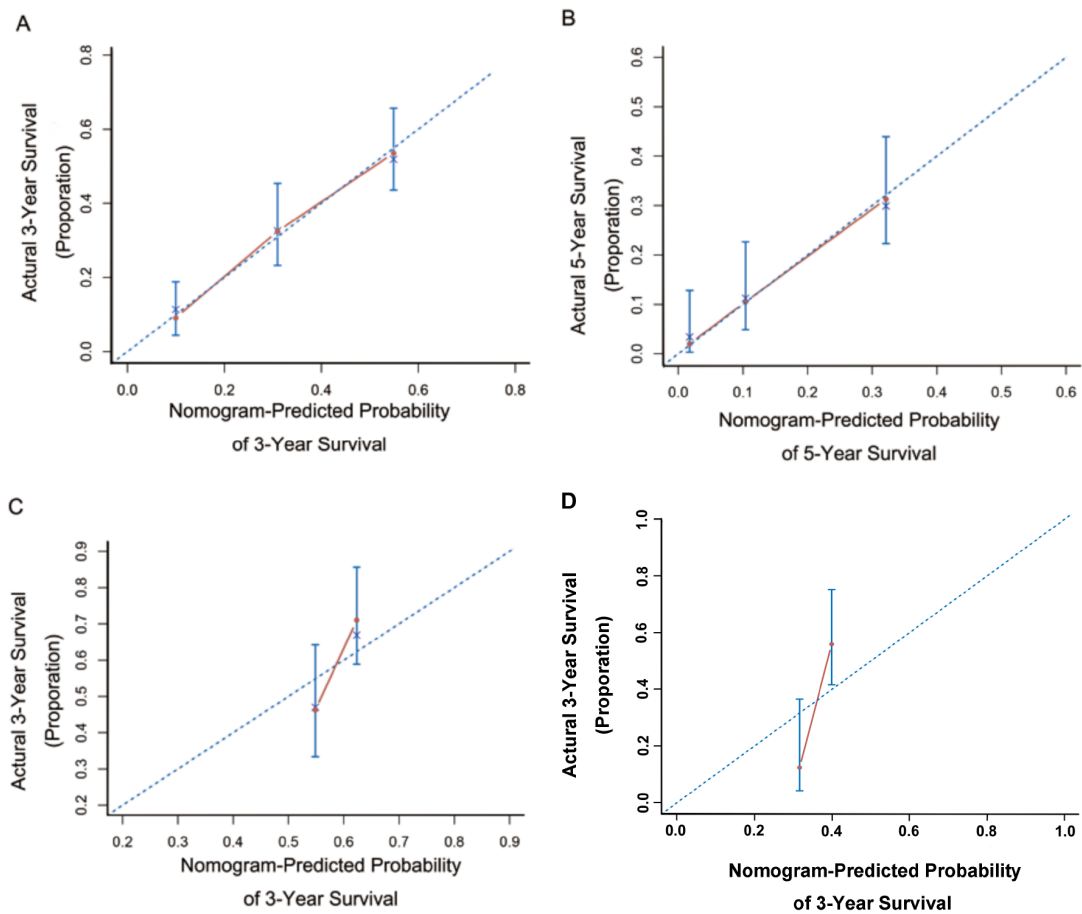 A
Actural 3-Year Survival
(Proporation)
0.8
0.6
0.4
0.2
0.0
0.0 0.2 0.4 0.6 0.8
Nomogram-Predicted Probability
of 3-Year Survival
B
Actural 5-Year Survival
(Proporation)
0.6
0.5
0.4
0.3
0.2
0.1
0.0
0.0 0.1 0.2 0.3 0.4 0.5 0.6
Nomogram-Predicted Probability
of 5-Year Survival
C
Actural 3-Year Survival
(Proporation)
0.9
0.8
0.7
0.6
0.5
0.4
0.3
0.2
0.2 0.3 0.4 0.5 0.6 0.7 0.8 0.9
Nomogram-Predicted Probability
of 3-Year Survival
D
Actural 3-Year Survival
(Proporation)
1.0
0.8
0.6
0.4
0.2
0.0
0.0 0.2 0.4 0.6 0.8 1.0
Nomogram-Predicted Probability
of 3-Year Survival